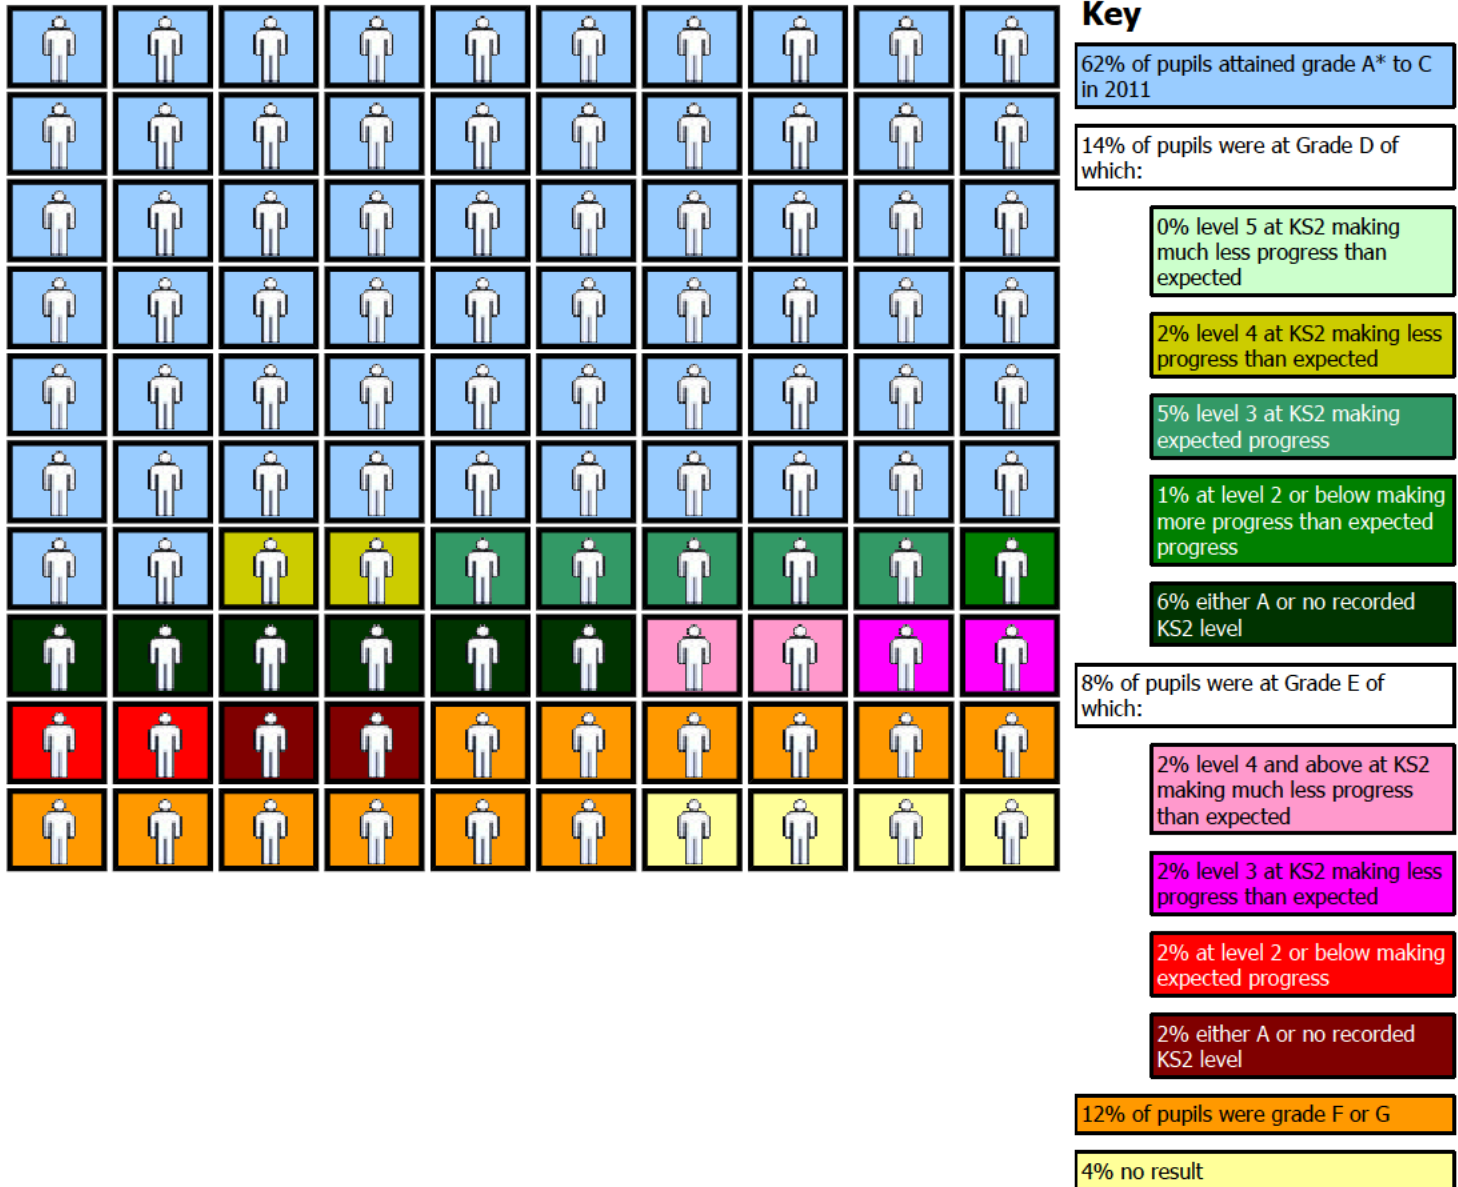 Key
62% of pupils attained grade A* to C
in 2011
14% of pupils were at Grade D of
which:
0% level 5 at KS2 making
much less progress than
expected
2% level 4 at KS2 making less
progress than expected
5% level 3 at KS2 making
expected progress
1% at level 2 or below making
more progress than expected
progress
6% either A or no recorded
KS2 level
8% of pupils were at Grade E of
which:
2% level 4 and above at KS2
making much less progress
than expected
2% level 3 at KS2 making less
progress than expected
2% at level 2 or below making
expected progress
2% either A or no recorded
KS2 level
12% of pupils were grade F or G
4% no result